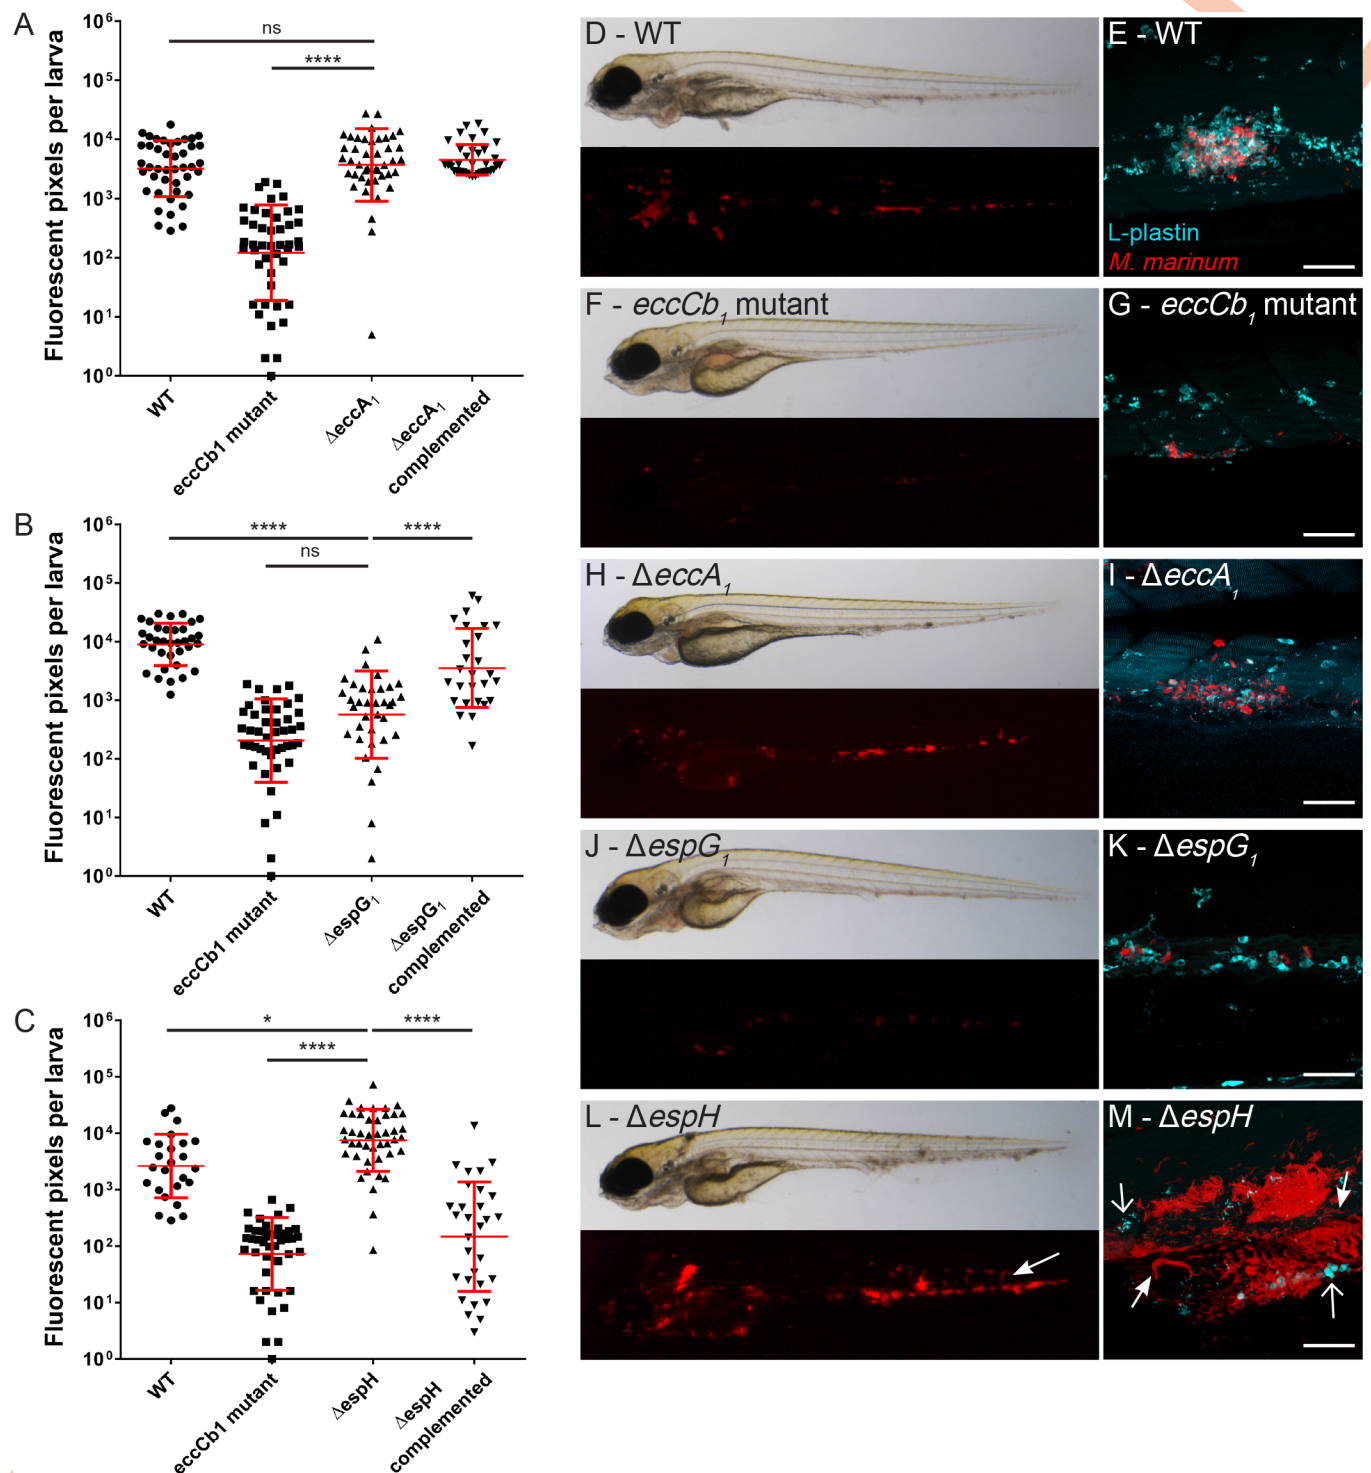 A
Fluorescent pixels per larva
10⁶
10⁵
10⁴
10³
10²
10¹
10⁰
ns
****
WT
eccCb1 mutant
ΔeccA₁
ΔeccA₁
complemented
B
Fluorescent pixels per larva
10⁶
10⁵
10⁴
10³
10²
10¹
10⁰
****
****
ns
WT
eccCb1 mutant
ΔespG₁
ΔespG₁
complemented
C
Fluorescent pixels per larva
10⁶
10⁵
10⁴
10³
10²
10¹
10⁰
*
****
****
WT
eccCb1 mutant
ΔespH
ΔespH
complemented
D - WT
E - WT
L-plastin
M. marinum
F - eccCb₁ mutant
G - eccCb₁ mutant
H - ΔeccA₁
I - ΔeccA₁
J - ΔespG₁
K - ΔespG₁
L - ΔespH
M - ΔespH